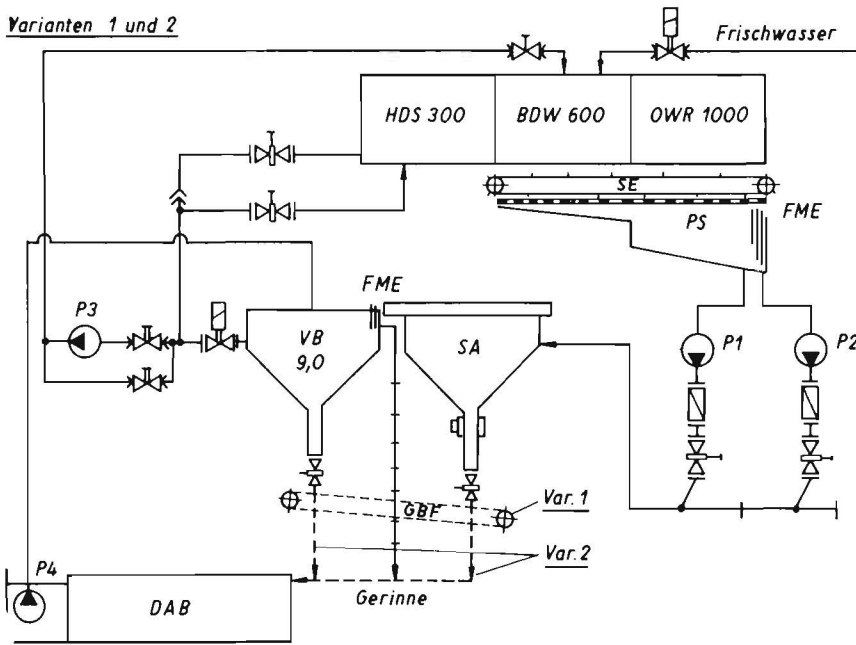 Varianten 1 und 2
Frischwasser
HDS 300
BDW 600
OWR 1000
SE
PS
FME
FME
P3
VB
9,0
SA
P1
P2
GBF
Var. 1
Var. 2
P4
DAB
Gerinne